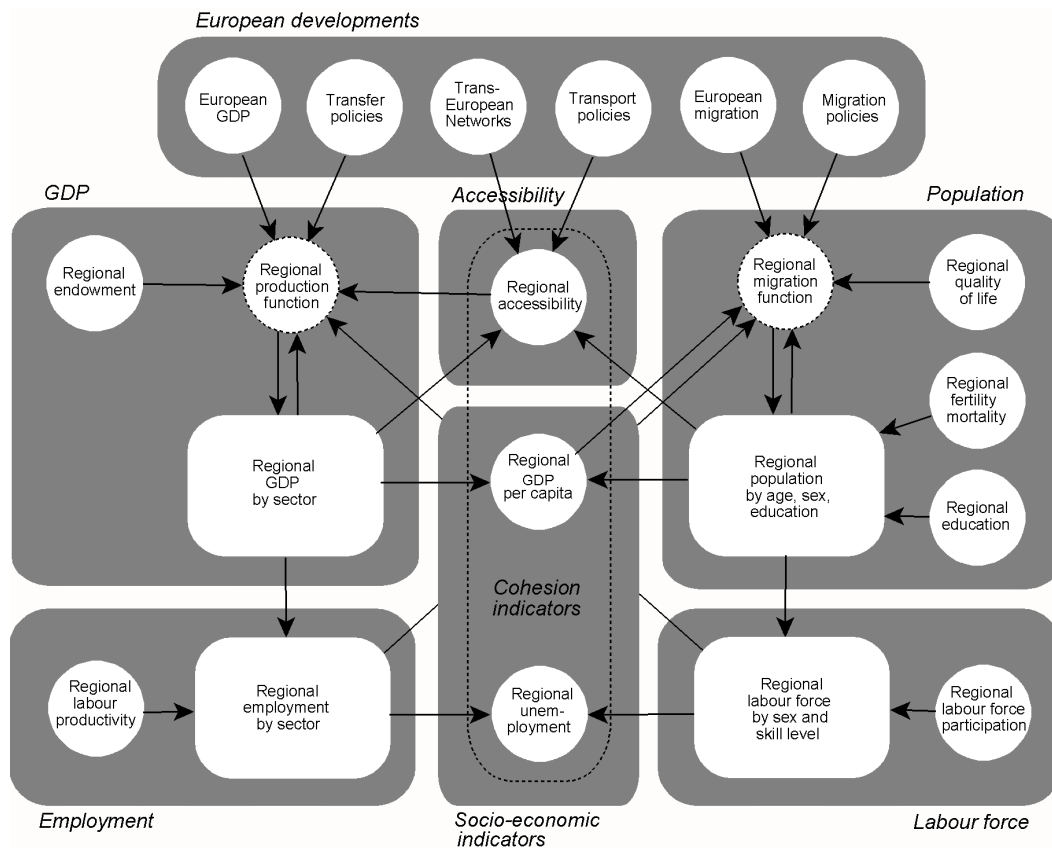 European developments
European
GDP
Transfer
policies
Trans-
European
Networks
Transport
policies
European
migration
Migration
policies
GDP
Accessibility
Population
Regional
endowment
Regional
production
function
Regional
accessibility
Regional
migration
function
Regional
quality
of life
Regional
fertility
mortality
Regional
GDP
by sector
Regional
GDP
per capita
Regional
population
by age, sex,
education
Regional
education
Cohesion
indicators
Regional
labour
productivity
Regional
employment
by sector
Regional
unem-
ployment
Regional
labour force
by sex and
skill level
Regional
labour force
participation
Employment
Socio-economic
indicators
Labour force